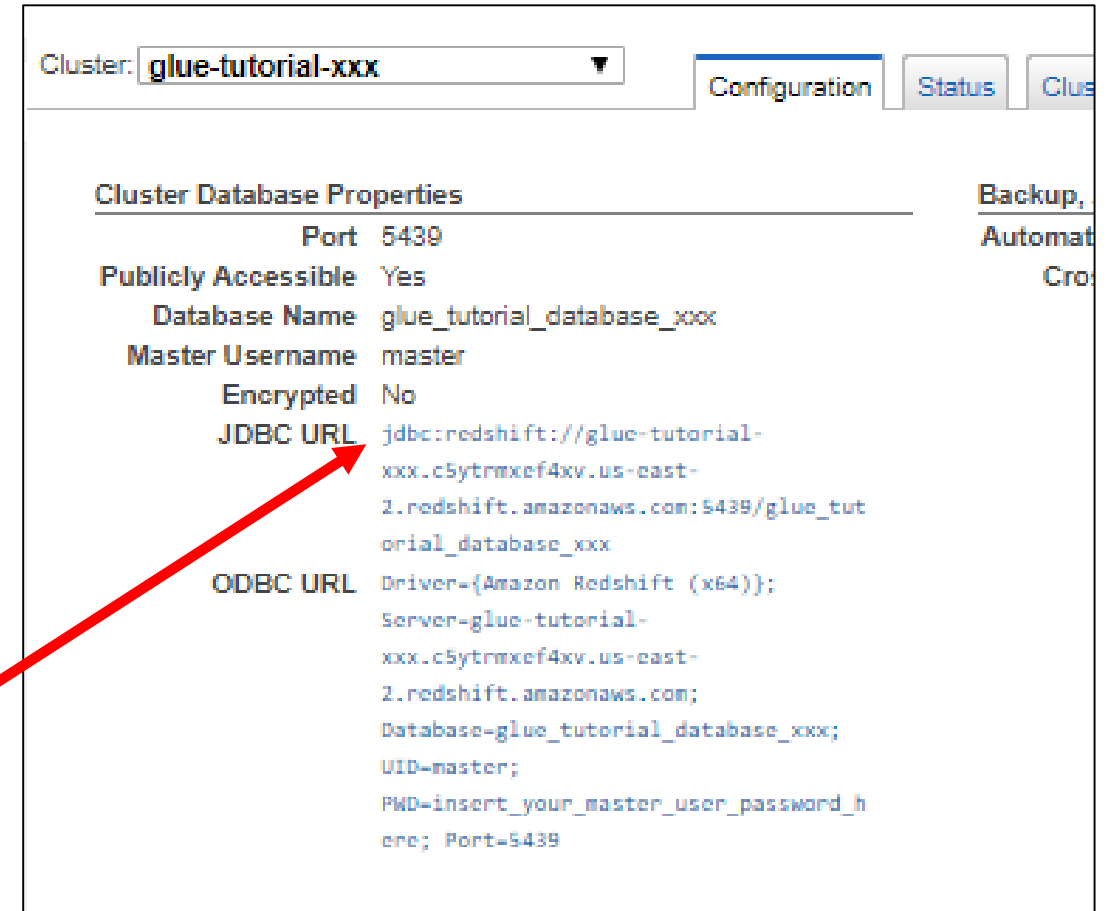 Cluster: glue-tutorial-xxx
Configuration Status Clus
Cluster Database Properties Backup,
Port 5439 Automat
Publicly Accessible Yes Cros
Database Name glue_tutorial_database_xxx
Master Username master
Encrypted No
JDBC URL jdbc:redshift://glue-tutorial-
xxx.c5ytrmxef4xv.us-east-
2.redshift.amazonaws.com:5439/glue_tut
orial_database_xxx
ODBC URL Driver={Amazon Redshift (x64)};
Server=glue-tutorial-
xxx.c5ytrmxef4xv.us-east-
2.redshift.amazonaws.com;
Database=glue_tutorial_database_xxx;
UID=master;
PWD=insert_your_master_user_password_h
ere; Port=5439